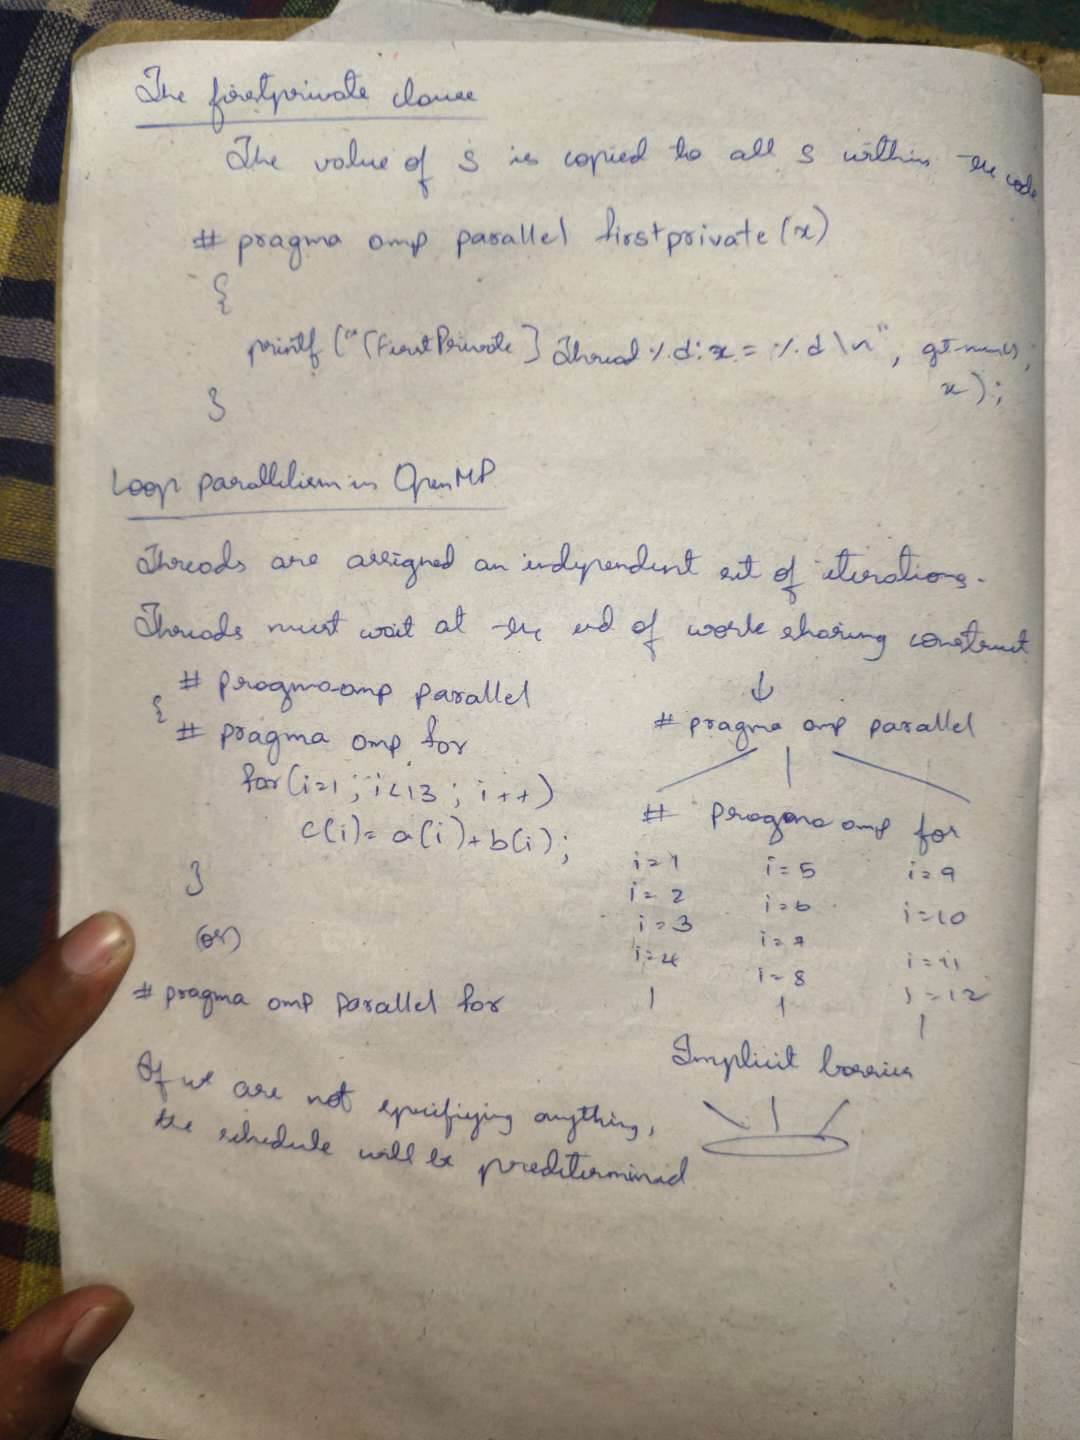 The firstprivate clause
The value of s is copied to all s within the code
# pragma omp parallel firstprivate (x)
{
printf ("[FirstPrivate] Thread %d: x = %d \n",
x);
}
Loop parallelism in OpenMP
Threads are assigned an independent set of iterations.
Threads must wait at the end of work sharing construct
# pragma omp parallel
{
# pragma omp for
for (i=1 ; i<13 ; i++)
c(i) = a(i) + b(i);
}
(or)
# pragma omp parallel for
If we are not specifying anything,
the schedule will be predetermined
↓
# pragma omp parallel
# pragma omp for
i=1 i=5 i=9
i=2 i=6 i=10
i=3 i=7 i=11
i=4 i=8 i=12
Implicit barrier